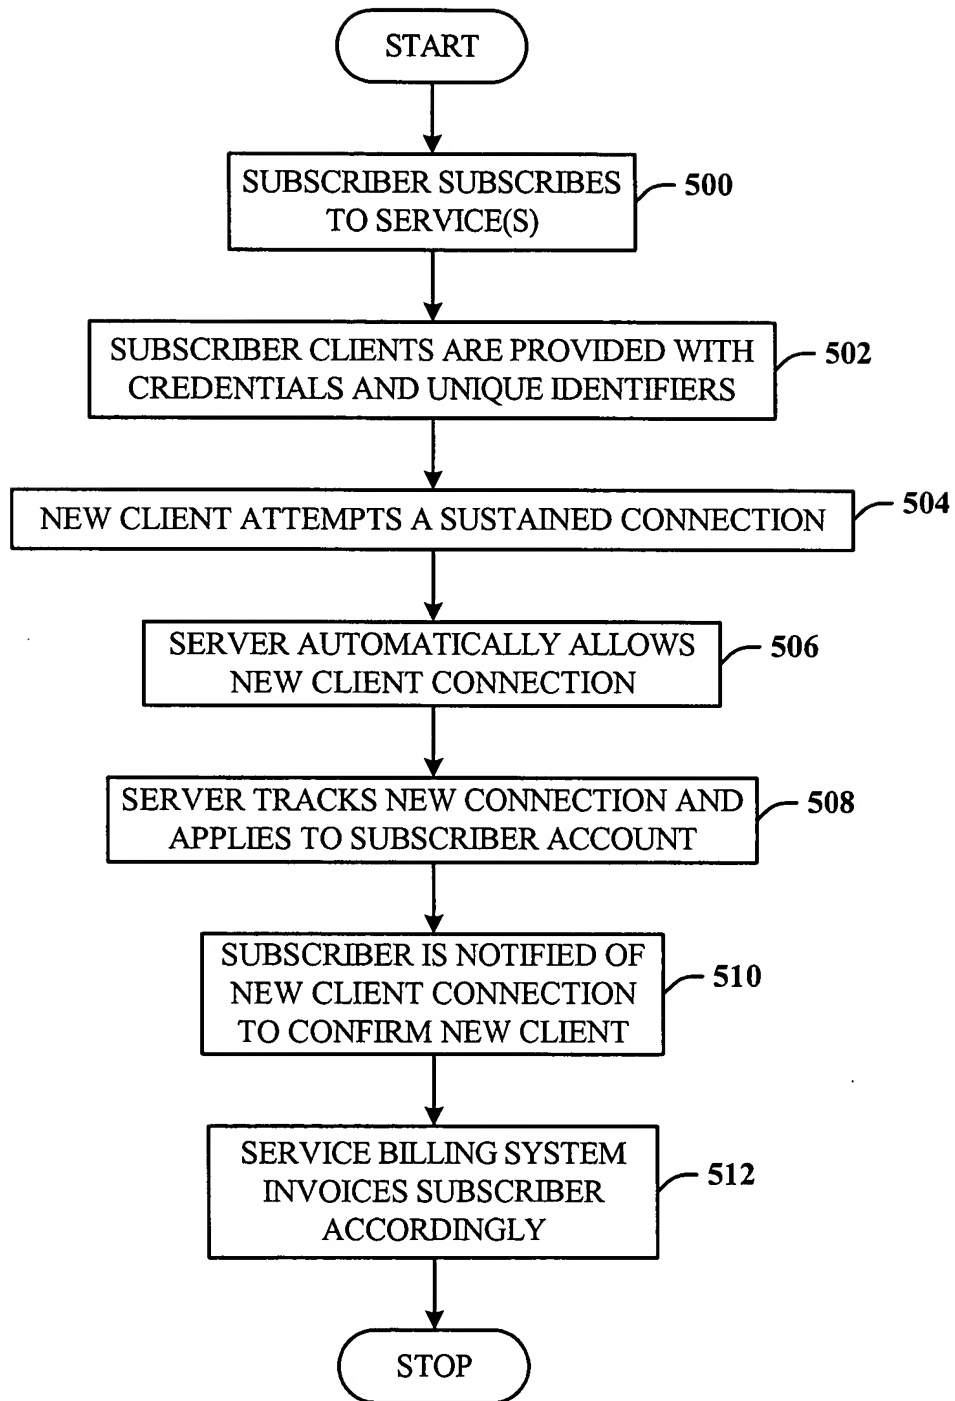 START
SUBSCRIBER SUBSCRIBES
TO SERVICE(S)
500
SUBSCRIBER CLIENTS ARE PROVIDED WITH
CREDENTIALS AND UNIQUE IDENTIFIERS
502
NEW CLIENT ATTEMPTS A SUSTAINED CONNECTION
504
SERVER AUTOMATICALLY ALLOWS
NEW CLIENT CONNECTION
506
SERVER TRACKS NEW CONNECTION AND
APPLIES TO SUBSCRIBER ACCOUNT
508
SUBSCRIBER IS NOTIFIED OF
NEW CLIENT CONNECTION
TO CONFIRM NEW CLIENT
510
SERVICE BILLING SYSTEM
INVOICES SUBSCRIBER
ACCORDINGLY
512
STOP